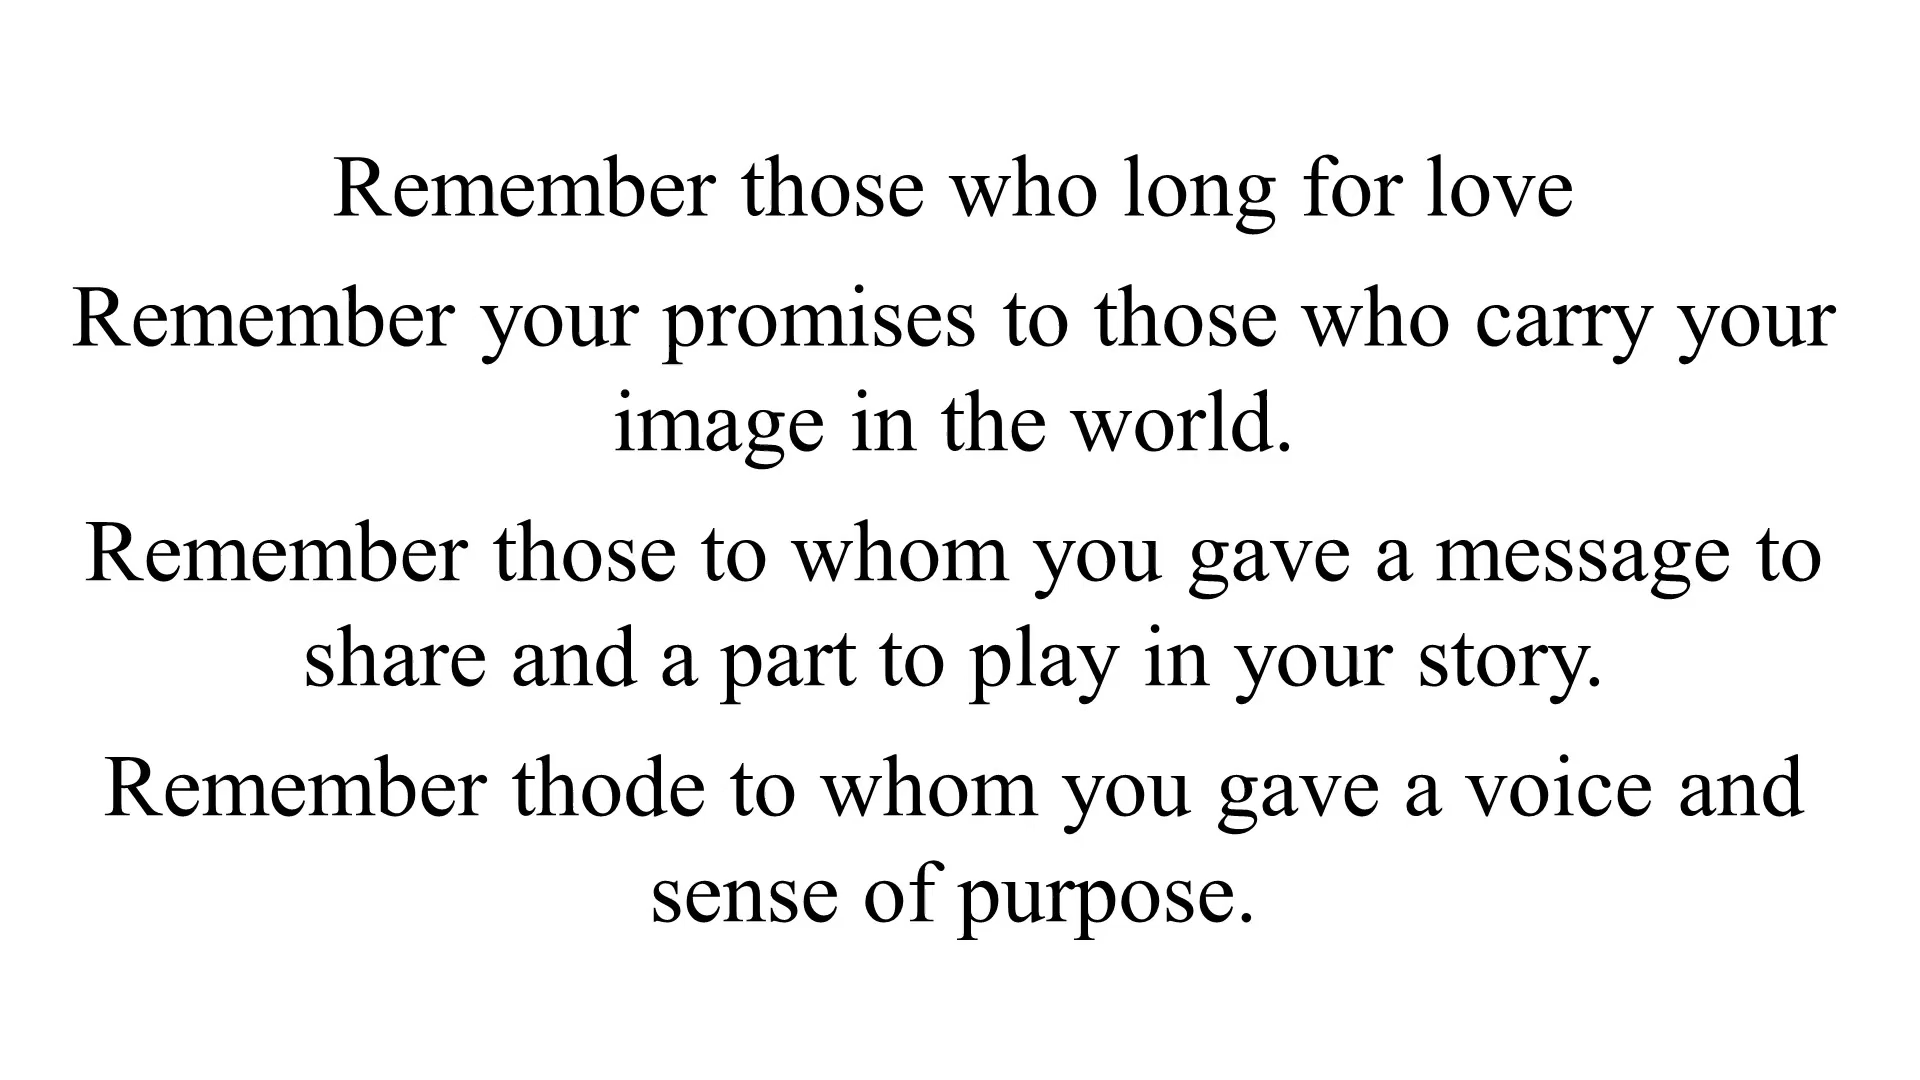 Remember those who long for love
Remember your promises to those who carry your
image in the world.
Remember those to whom you gave a message to
share and a part to play in your story.
Remember thode to whom you gave a voice and
sense of purpose.